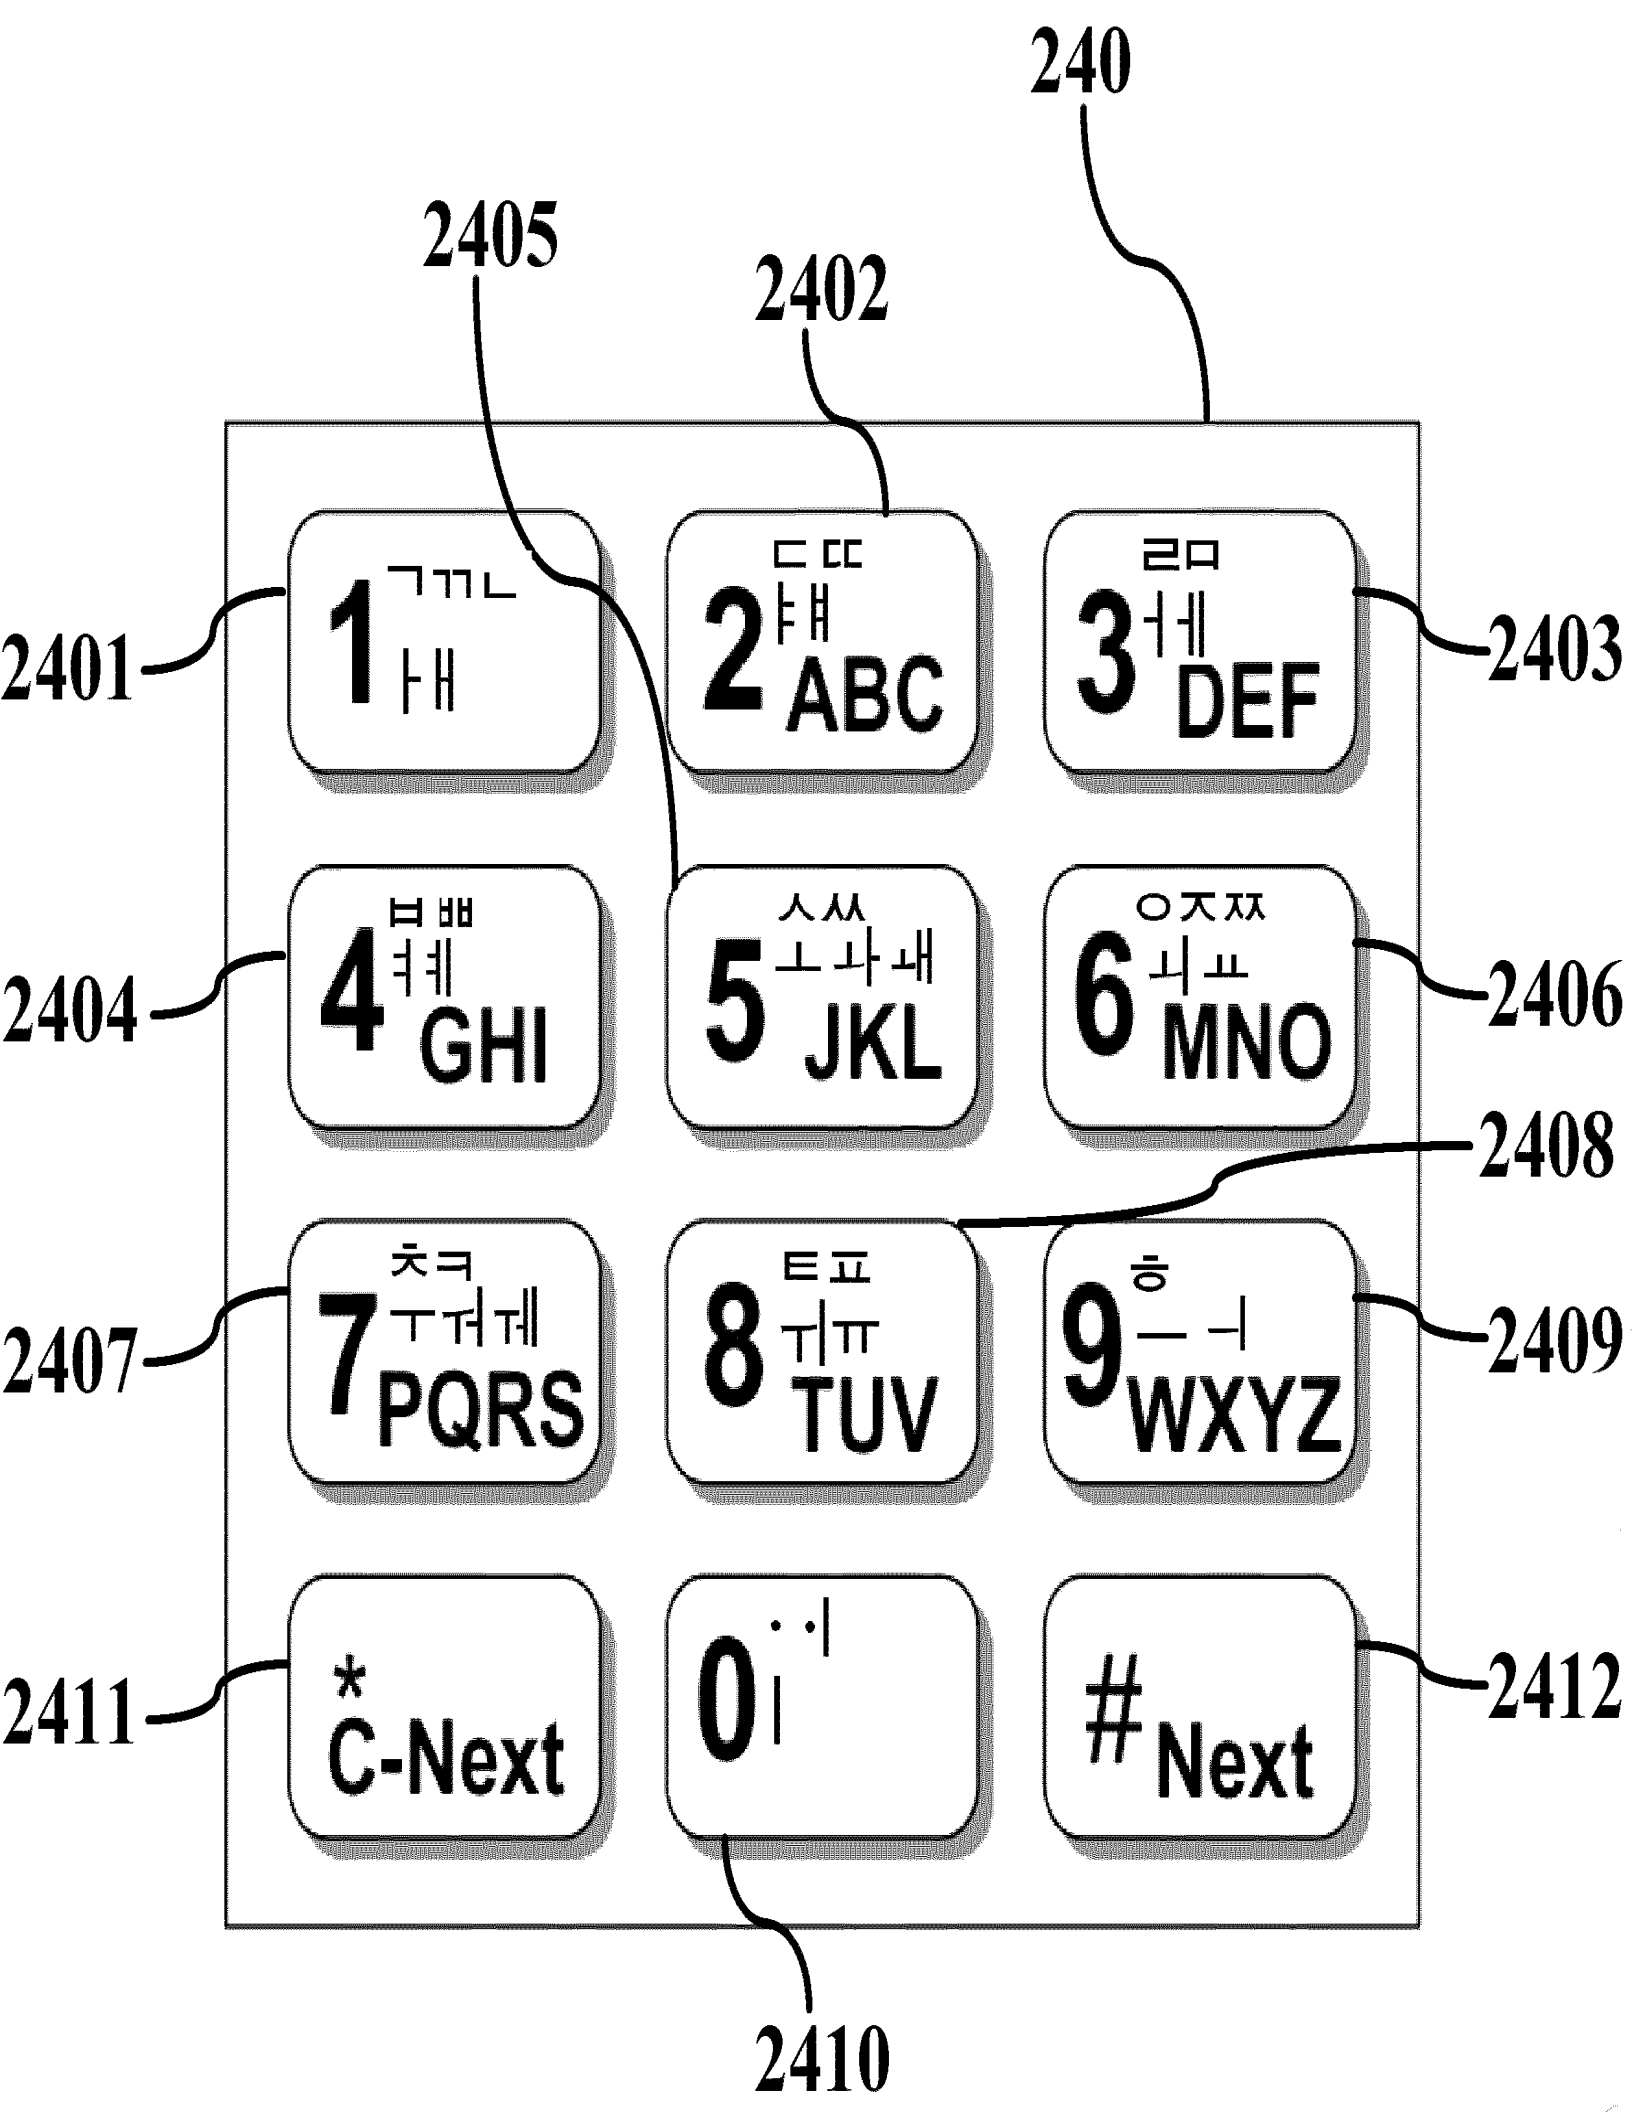 240
2405
2402
ㄱㄲㄴ
1
ㅏㅐ
ㄷㄸ
ㅑㅒ
2
ABC
ㄹㅁ
ㅓㅔ
3
DEF
2401
2403
ㅂㅃ
ㅕㅖ
4
GHI
ㅅㅆ
ㅗㅘㅙ
5
JKL
ㅇㅈㅉ
ㅚㅛ
6
MNO
2404
2406
2408
ㅊㅋ
ㅜㅝㅞ
7
PQRS
ㅌㅍ
ㅟㅠ
8
TUV
ㅎ
ㅡㅢ
9
WXYZ
2407
2409
*
C-Next
0
ㅣ
#
Next
2411
2412
2410